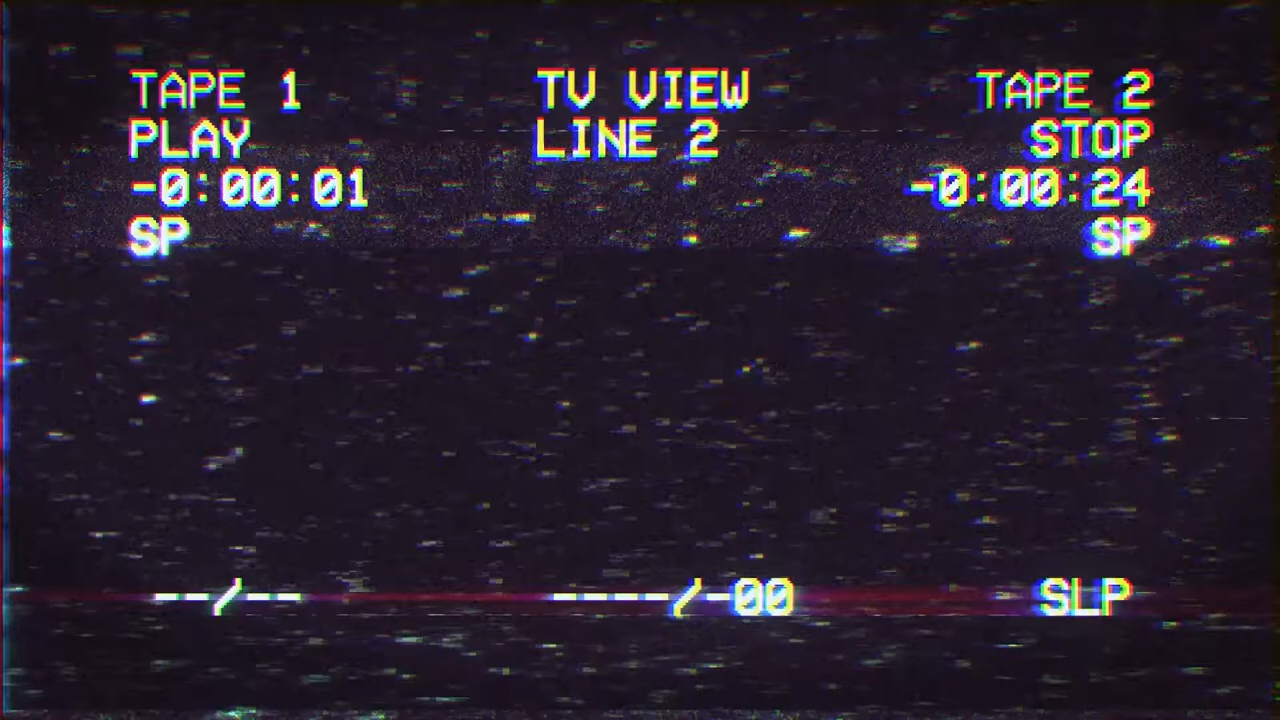 TAPE 1 TV VIEW TAPE 2
PLAY LINE 2 STOP
-0:00:01 -0:00:24
SP SP
--/-- ----/-00 SLP